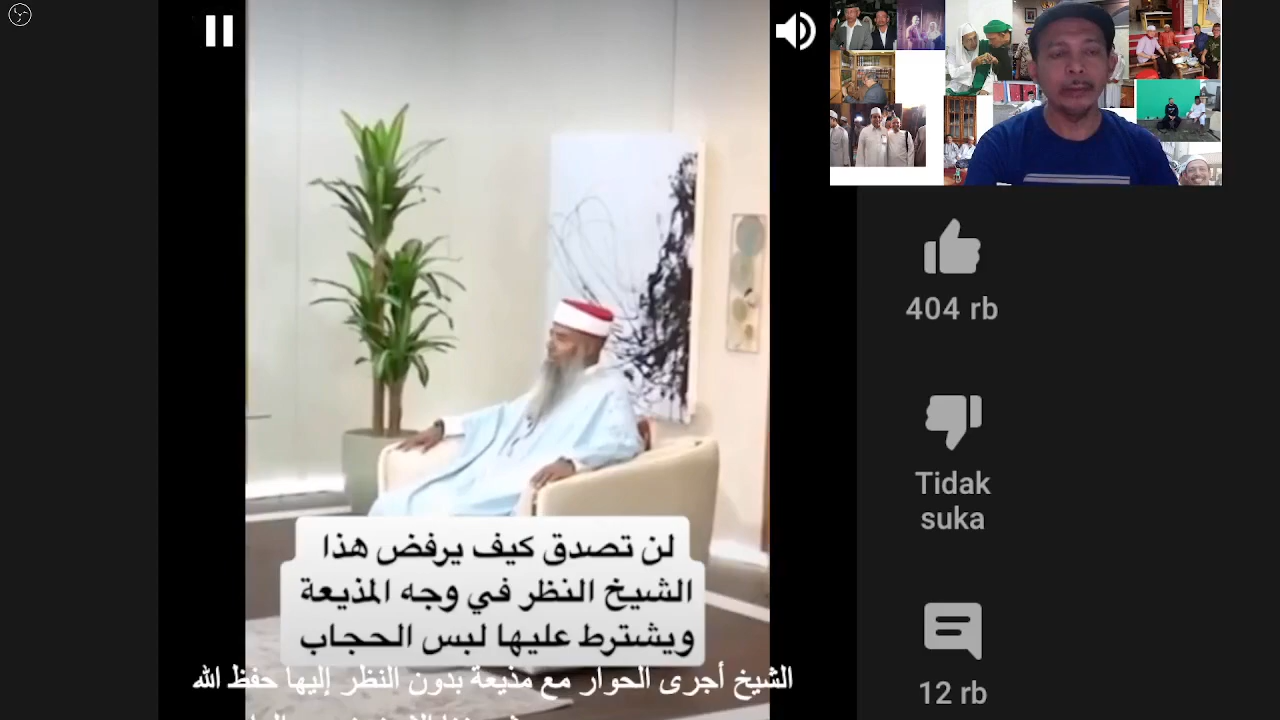 404 rb
Tidak
suka
12 rb
لن تصدق كيف يرفض هذا
الشيخ النظر في وجه المذيعة
ويشترط عليها لبس الحجاب
الشيخ أجرى الحوار مع مذيعة بدون النظر إليها حفظ الله